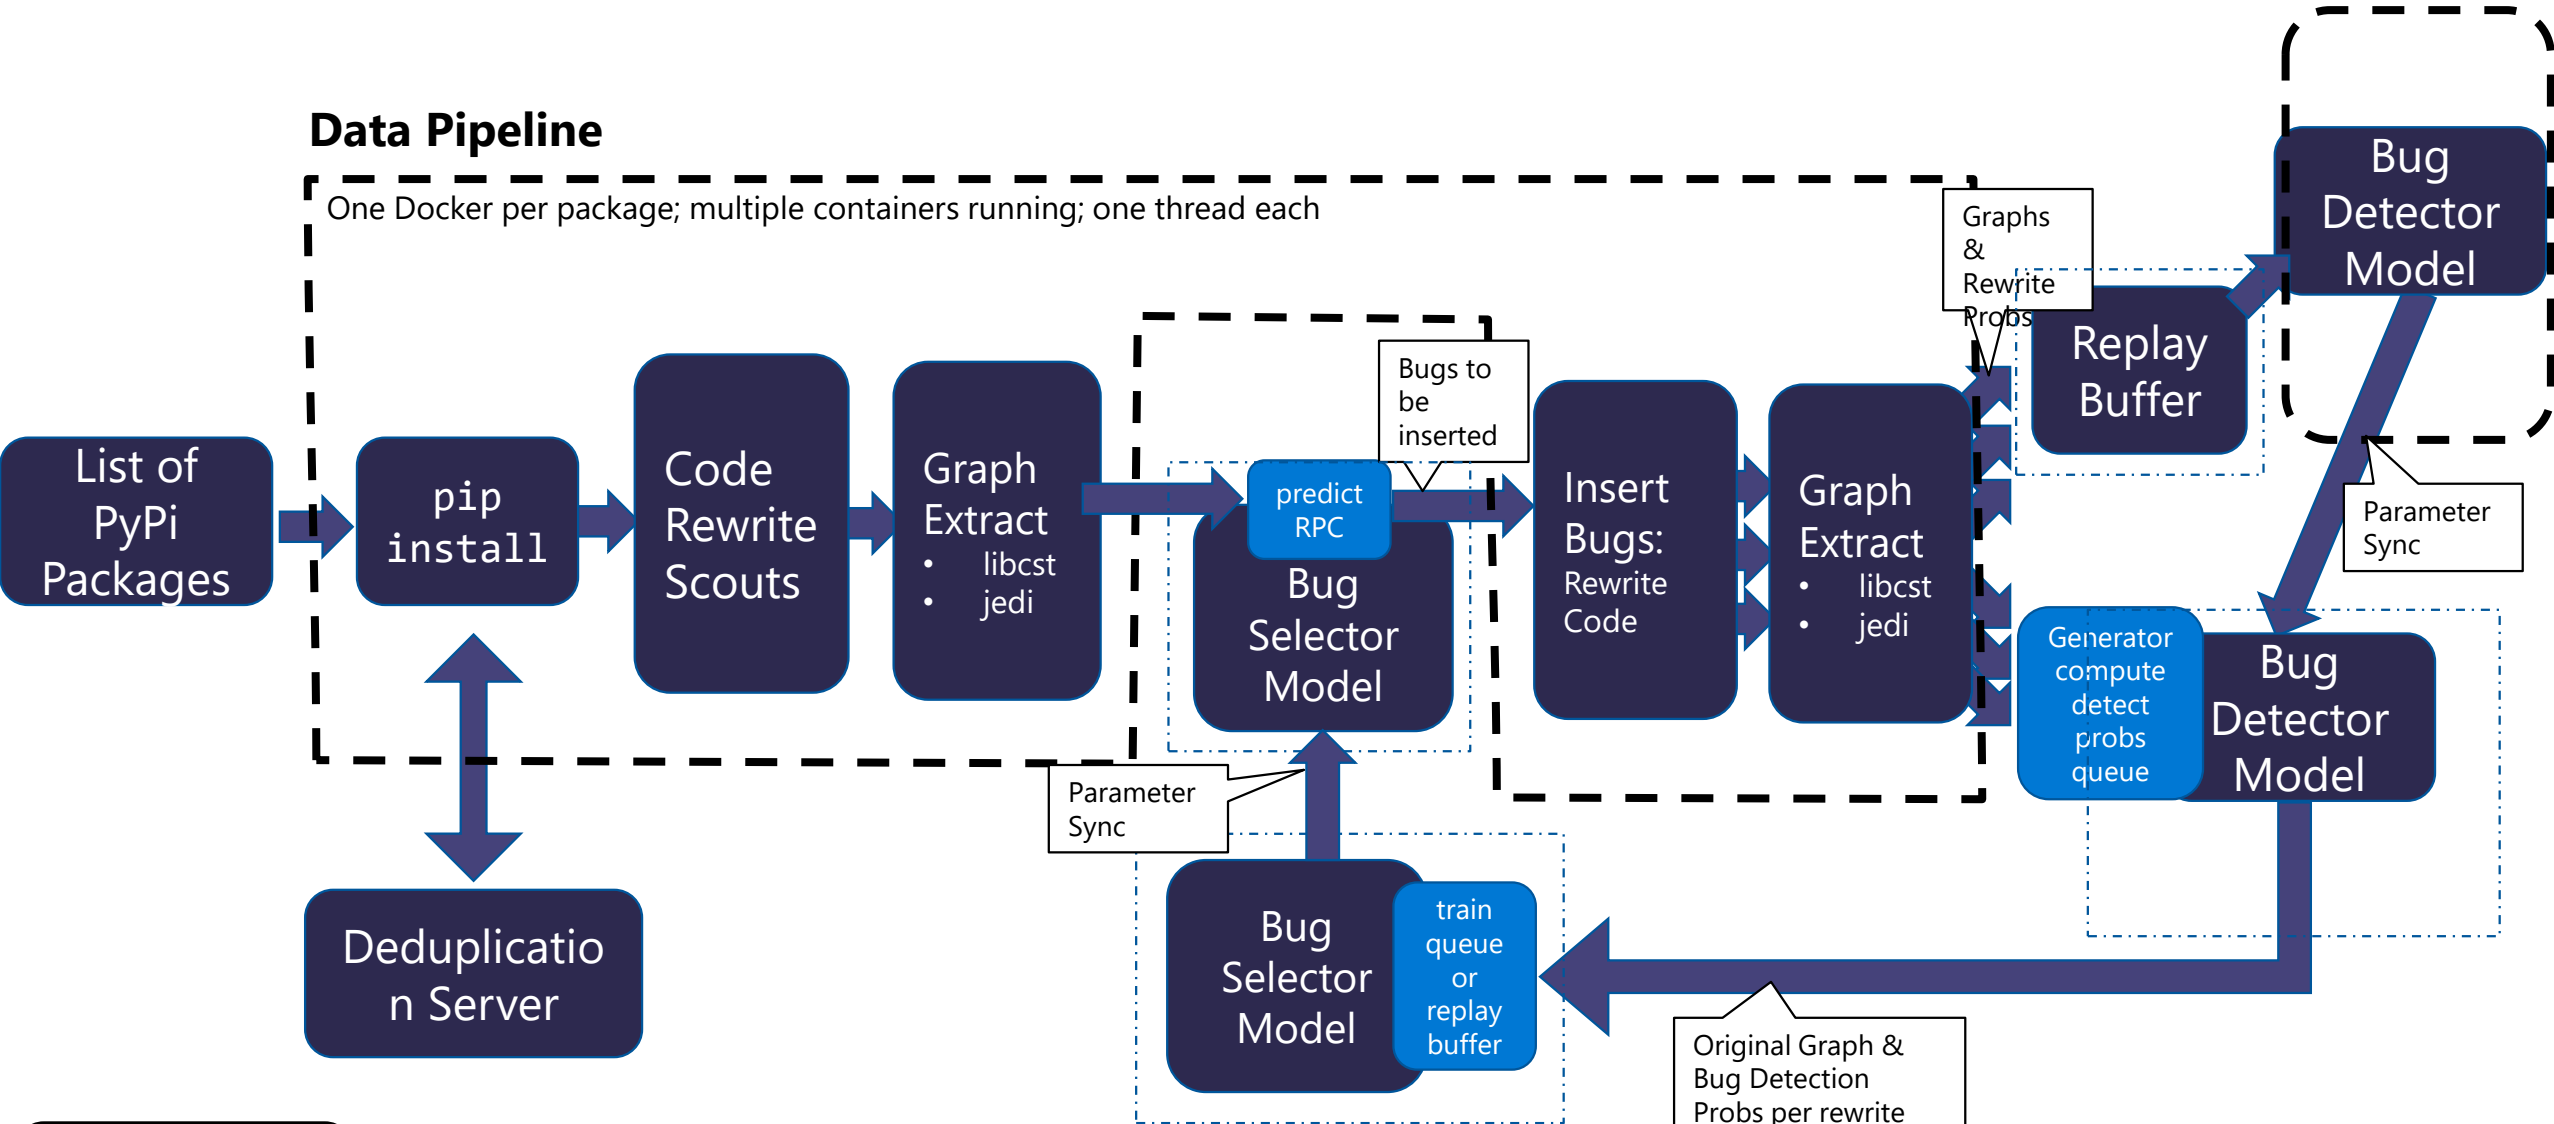 Data Pipeline
One Docker per package; multiple containers running; one thread each
List of
PyPi
Packages
pip
install
Code
Rewrite
Scouts
Graph
Extract
• libcst
• jedi
predict
RPC
Bug
Selector
Model
Bugs to
be
inserted
Insert
Bugs:
Rewrite
Code
Graph
Extract
• libcst
• jedi
Graphs
&
Rewrite
Probs
Replay
Buffer
Bug
Detector
Model
Parameter
Sync
Generator
compute
detect
probs
queue
Bug
Detector
Model
Deduplicatio
n Server
Parameter
Sync
Bug
Selector
Model
train
queue
or
replay
buffer
Original Graph &
Bug Detection
Probs per rewrite